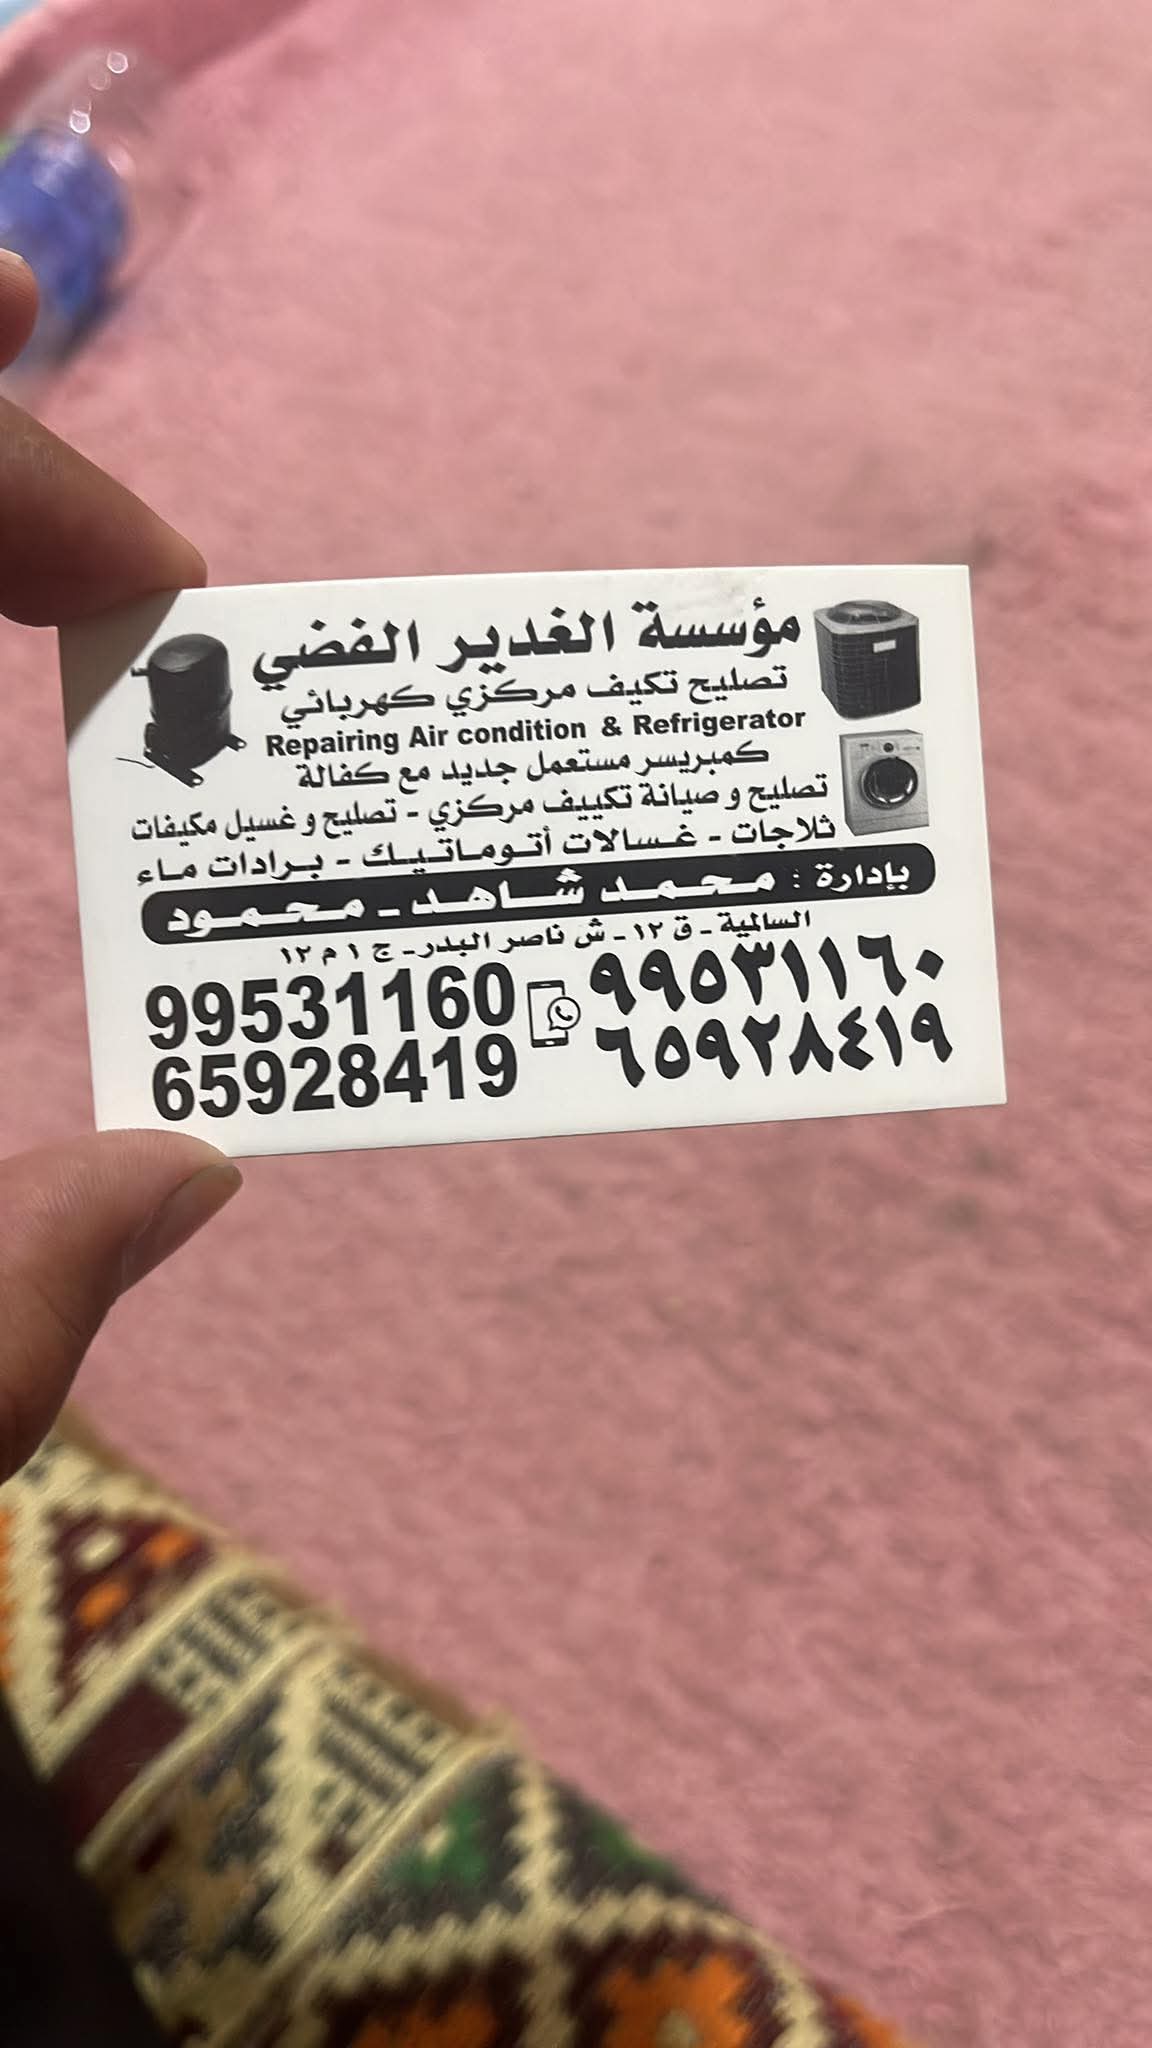 مؤسسة الغدير الفضي
تصليح تكيف مركزي كهربائي
Repairing Air condition & Refrigerator
كمبريسر مستعمل جديد مع كفالة
تصليح و صيانة تكييف مركزي - تصليح و غسيل مكيفات
ثلاجات - غسالات أتوماتيك - برادات ماء
بإدارة : محمد شاهد - محمود
السالمية - ق ١٢ - ش ناصر البدر - ج ١ م ١٢
99531160 ٩٩٥٣١١٦٠
65928419 ٦٥٩٢٨٤١٩